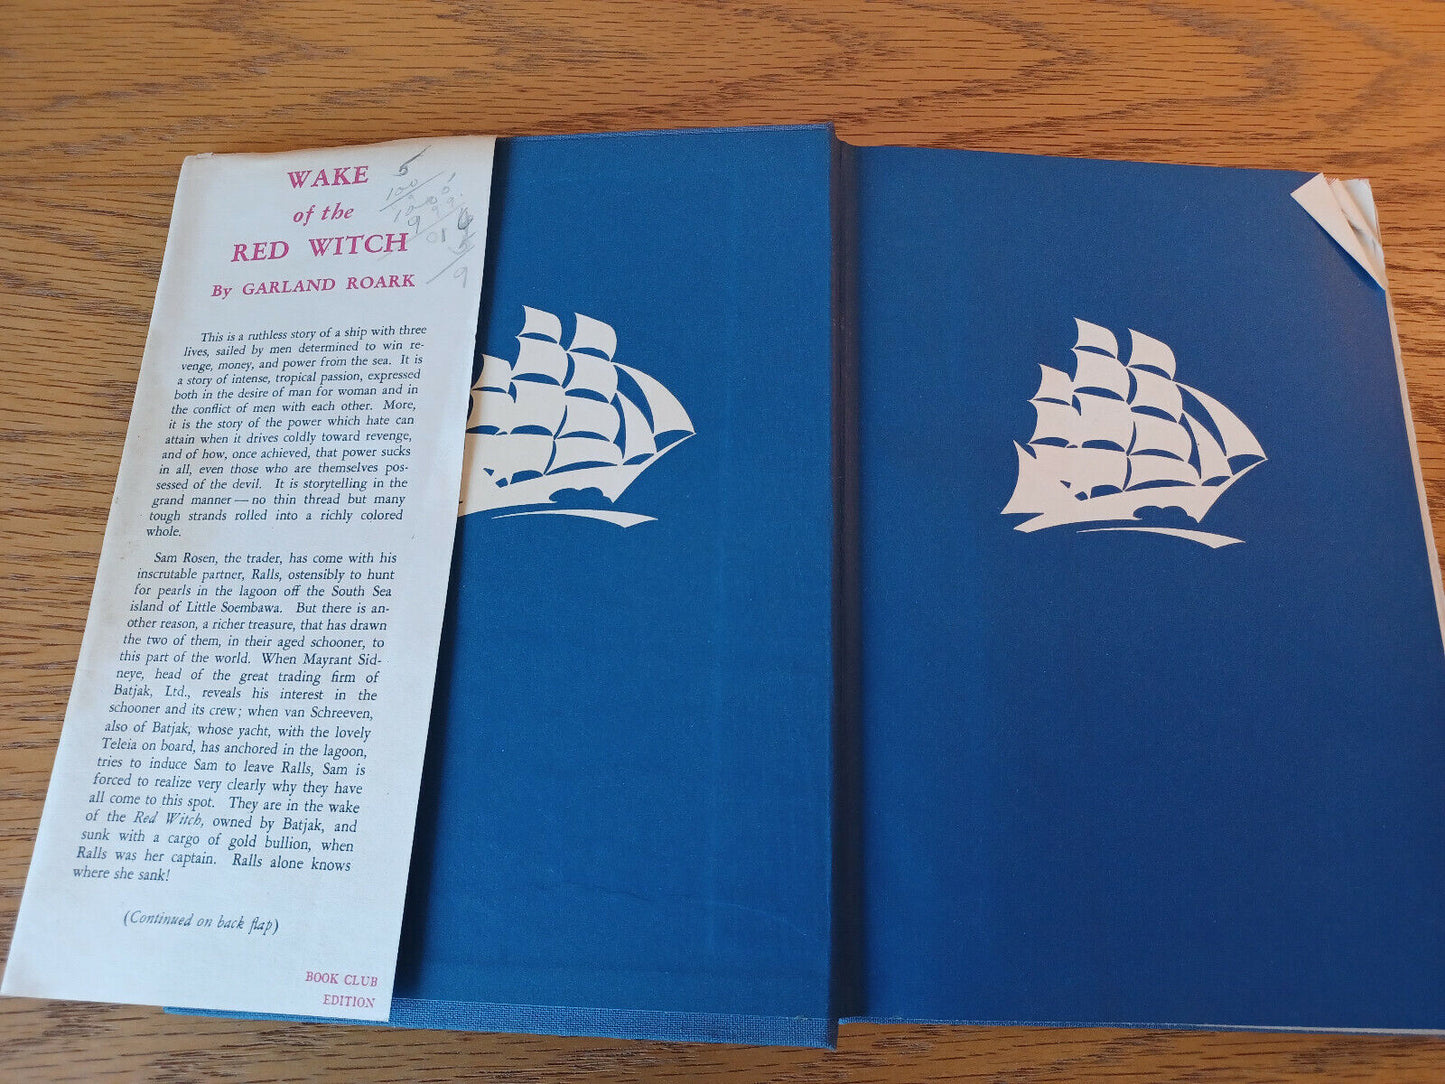 WAKE
of the
RED WITCH
By GARLAND ROARK
This is a ruthless story of a ship with three
lives, sailed by men determined to win re-
venge, money, and power from the sea. It is
a story of intense, tropical passion, expressed
both in the desire of man for woman and in
the conflict of men with each other. More,
it is the story of the power which hate can
attain when it drives coldly toward revenge,
and of how, once achieved, that power sucks
in all, even those who are themselves pos-
sessed of the devil. It is storytelling in the
grand manner — no thin thread but many
tough strands rolled into a richly colored
whole.
Sam Rosen, the trader, has come with his
inscrutable partner, Ralls, ostensibly to hunt
for pearls in the lagoon off the South Sea
island of Little Soembawa. But there is an-
other reason, a richer treasure, that has drawn
the two of them, in their aged schooner, to
this part of the world. When Mayrant Sid-
neye, head of the great trading firm of
Batjak, Ltd., reveals his interest in the
schooner and its crew; when van Schreeven,
also of Batjak, whose yacht, with the lovely
Teleia on board, has anchored in the lagoon,
tries to induce Sam to leave Ralls, Sam is
forced to realize very clearly why they have
all come to this spot. They are in the wake
of the Red Witch, owned by Batjak, and
sunk with a cargo of gold bullion, when
Ralls was her captain. Ralls alone knows
where she sank!
(Continued on back flap)
BOOK CLUB
EDITION